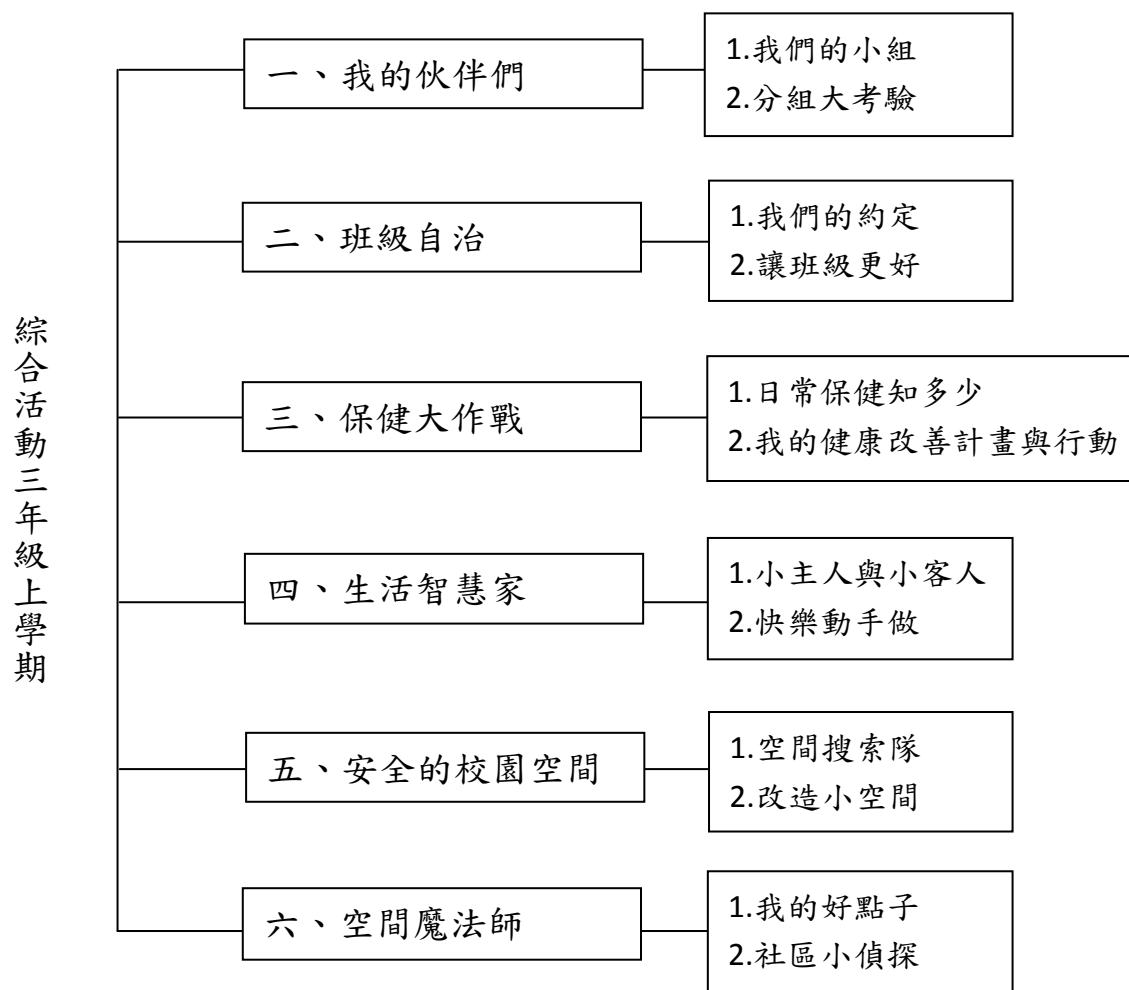 綜合活動三年級上學期
一、我的伙伴們
1.我們的小組
2.分組大考驗
二、班級自治
1.我們的約定
2.讓班級更好
三、保健大作戰
1.日常保健知多少
2.我的健康改善計畫與行動
四、生活智慧家
1.小主人與小客人
2.快樂動手做
五、安全的校園空間
1.空間搜索隊
2.改造小空間
六、空間魔法師
1.我的好點子
2.社區小偵探